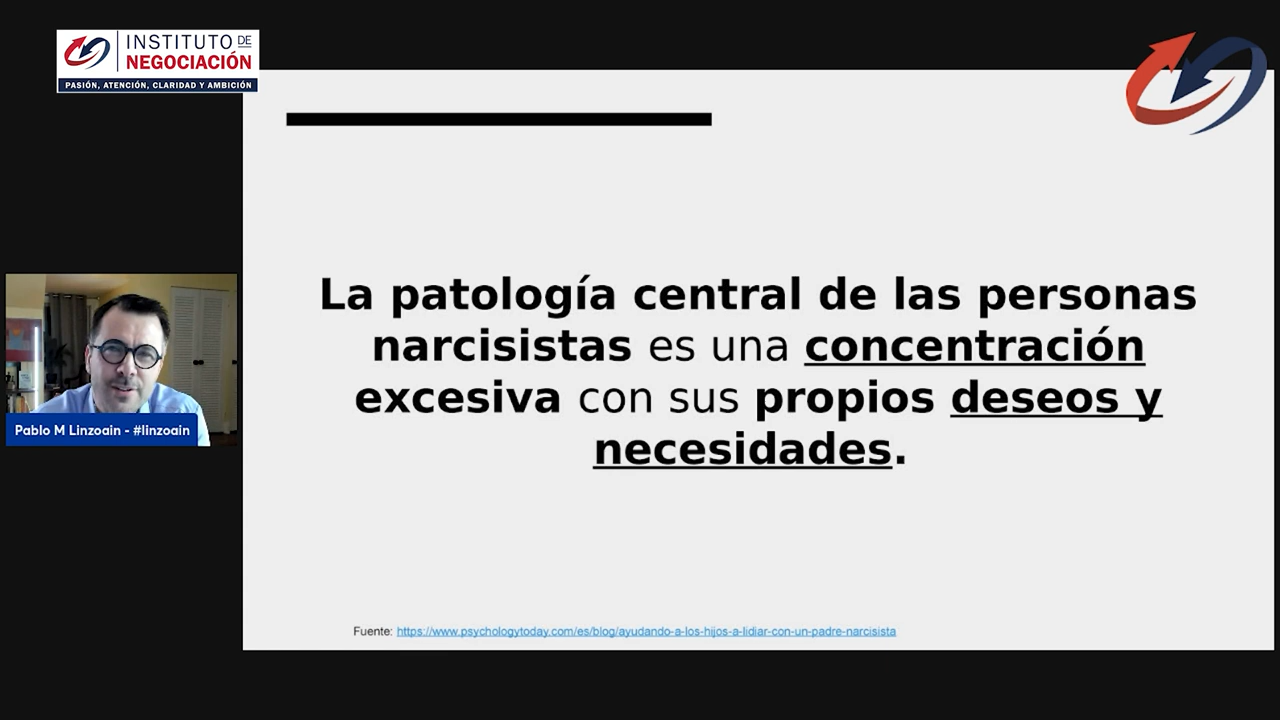 INSTITUTO DE
NEGOCIACIÓN
PASIÓN, ATENCIÓN, CLARIDAD Y AMBICIÓN
La patología central de las personas
narcisistas es una concentración
excesiva con sus propios deseos y
necesidades.
Pablo M Linzoain - #linzoain
Fuente: https://www.psychologytoday.com/es/blog/ayudando-a-los-hijos-a-lidiar-con-un-padre-narcisista